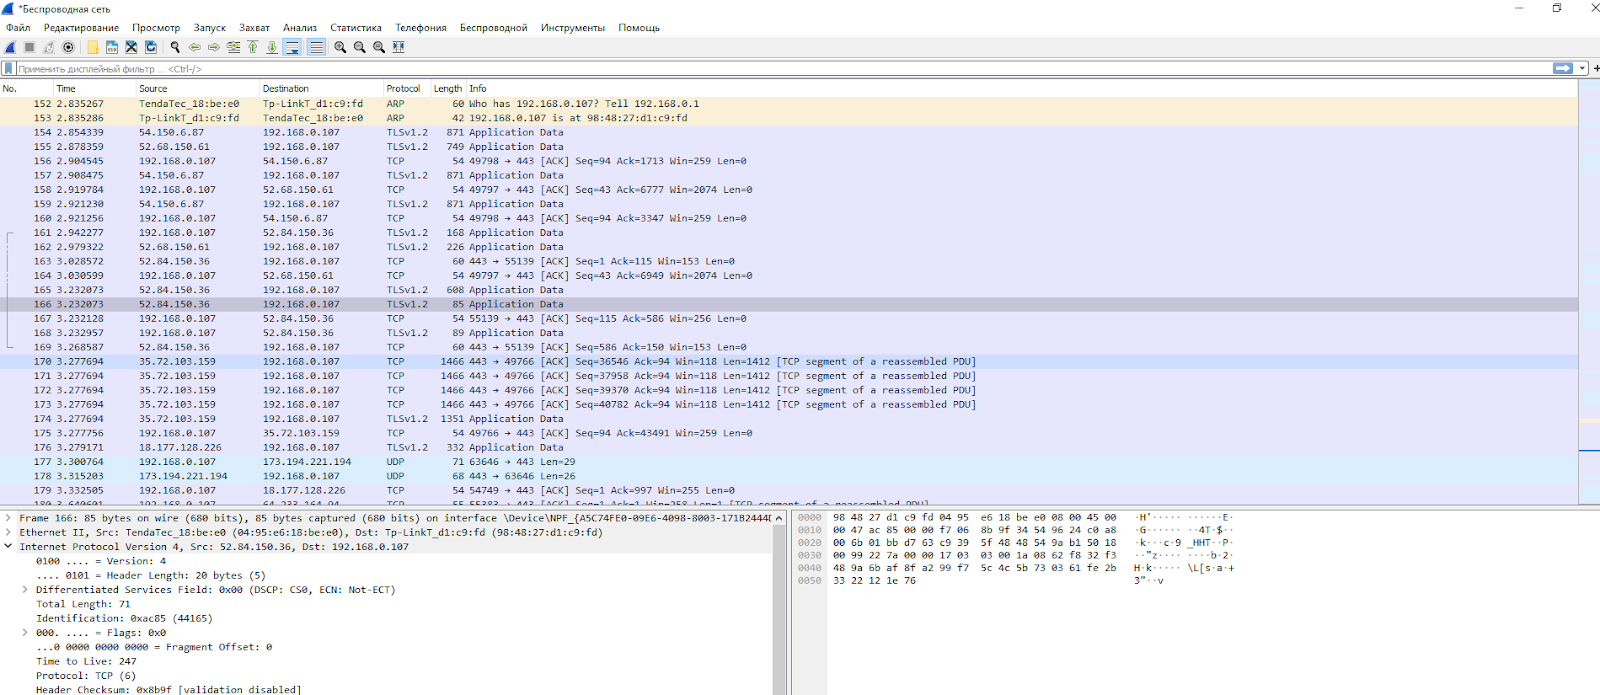 *Беспроводная сеть
Файл Редактирование Просмотр Запуск Захват Анализ Статистика Телефония Беспроводной Инструменты Помощь
Применить дисплейный фильтр ... <Ctrl-/>
No. Time Source Destination Protocol Length Info
152 2.835267 TendaTec_18:be:e0 Tp-LinkT_d1:c9:fd ARP 60 Who has 192.168.0.107? Tell 192.168.0.1
153 2.835286 Tp-LinkT_d1:c9:fd TendaTec_18:be:e0 ARP 42 192.168.0.107 is at 98:48:27:d1:c9:fd
154 2.854339 54.150.6.87 192.168.0.107 TLSv1.2 871 Application Data
155 2.878359 52.68.150.61 192.168.0.107 TLSv1.2 749 Application Data
156 2.904545 192.168.0.107 54.150.6.87 TCP 54 49798 → 443 [ACK] Seq=94 Ack=1713 Win=259 Len=0
157 2.908475 54.150.6.87 192.168.0.107 TLSv1.2 871 Application Data
158 2.919784 192.168.0.107 52.68.150.61 TCP 54 49797 → 443 [ACK] Seq=43 Ack=6777 Win=2074 Len=0
159 2.921230 54.150.6.87 192.168.0.107 TLSv1.2 871 Application Data
160 2.921256 192.168.0.107 54.150.6.87 TCP 54 49798 → 443 [ACK] Seq=94 Ack=3347 Win=259 Len=0
161 2.942277 192.168.0.107 52.84.150.36 TLSv1.2 168 Application Data
162 2.979322 52.68.150.61 192.168.0.107 TLSv1.2 226 Application Data
163 3.028572 52.84.150.36 192.168.0.107 TCP 60 443 → 55139 [ACK] Seq=1 Ack=115 Win=153 Len=0
164 3.030599 192.168.0.107 52.68.150.61 TCP 54 49797 → 443 [ACK] Seq=43 Ack=6949 Win=2074 Len=0
165 3.232073 52.84.150.36 192.168.0.107 TLSv1.2 608 Application Data
166 3.232073 52.84.150.36 192.168.0.107 TLSv1.2 85 Application Data
167 3.232128 192.168.0.107 52.84.150.36 TCP 54 55139 → 443 [ACK] Seq=115 Ack=586 Win=256 Len=0
168 3.232957 192.168.0.107 52.84.150.36 TLSv1.2 89 Application Data
169 3.268587 52.84.150.36 192.168.0.107 TCP 60 443 → 55139 [ACK] Seq=586 Ack=150 Win=153 Len=0
170 3.277694 35.72.103.159 192.168.0.107 TCP 1466 443 → 49766 [ACK] Seq=36546 Ack=94 Win=118 Len=1412 [TCP segment of a reassembled PDU]
171 3.277694 35.72.103.159 192.168.0.107 TCP 1466 443 → 49766 [ACK] Seq=37958 Ack=94 Win=118 Len=1412 [TCP segment of a reassembled PDU]
172 3.277694 35.72.103.159 192.168.0.107 TCP 1466 443 → 49766 [ACK] Seq=39370 Ack=94 Win=118 Len=1412 [TCP segment of a reassembled PDU]
173 3.277694 35.72.103.159 192.168.0.107 TCP 1466 443 → 49766 [ACK] Seq=40782 Ack=94 Win=118 Len=1412 [TCP segment of a reassembled PDU]
174 3.277694 35.72.103.159 192.168.0.107 TLSv1.2 1351 Application Data
175 3.277756 192.168.0.107 35.72.103.159 TCP 54 49766 → 443 [ACK] Seq=94 Ack=43491 Win=259 Len=0
176 3.279171 18.177.128.226 192.168.0.107 TLSv1.2 332 Application Data
177 3.300764 192.168.0.107 173.194.221.194 UDP 71 63646 → 443 Len=29
178 3.315203 173.194.221.194 192.168.0.107 UDP 68 443 → 63646 Len=26
179 3.332505 192.168.0.107 18.177.128.226 TCP 54 54749 → 443 [ACK] Seq=1 Ack=997 Win=255 Len=0
Frame 166: 85 bytes on wire (680 bits), 85 bytes captured (680 bits) on interface \Device\NPF_{A5C74FE0-09E6-4098-8003-171B2444D
Ethernet II, Src: TendaTec_18:be:e0 (04:95:e6:18:be:e0), Dst: Tp-LinkT_d1:c9:fd (98:48:27:d1:c9:fd)
Internet Protocol Version 4, Src: 52.84.150.36, Dst: 192.168.0.107
0100 .... = Version: 4
.... 0101 = Header Length: 20 bytes (5)
Differentiated Services Field: 0x00 (DSCP: CS0, ECN: Not-ECT)
Total Length: 71
Identification: 0xac85 (44165)
000. .... = Flags: 0x0
...0 0000 0000 0000 = Fragment Offset: 0
Time to Live: 247
Protocol: TCP (6)
Header Checksum: 0x8b9f [validation disabled]
0000 98 48 27 d1 c9 fd 04 95 e6 18 be e0 08 00 45 00 ·H'····· ······E·
0010 00 47 ac 85 00 00 f7 06 8b 9f 34 54 96 24 c0 a8 ·G······ ··4T·$··
0020 00 6b 01 bb d7 63 c9 39 5f 48 48 54 9a b1 50 18 ·k···c·9 _HHT··P·
0030 00 99 22 7a 00 00 17 03 03 00 1a 08 62 f8 32 f3 ··"z···· ····b·2·
0040 48 9a 6b af 8f a2 99 f7 5c 4c 5b 73 03 61 fe 2b H·k····· \L[s·a·+
0050 33 22 12 1e 76 3"··v